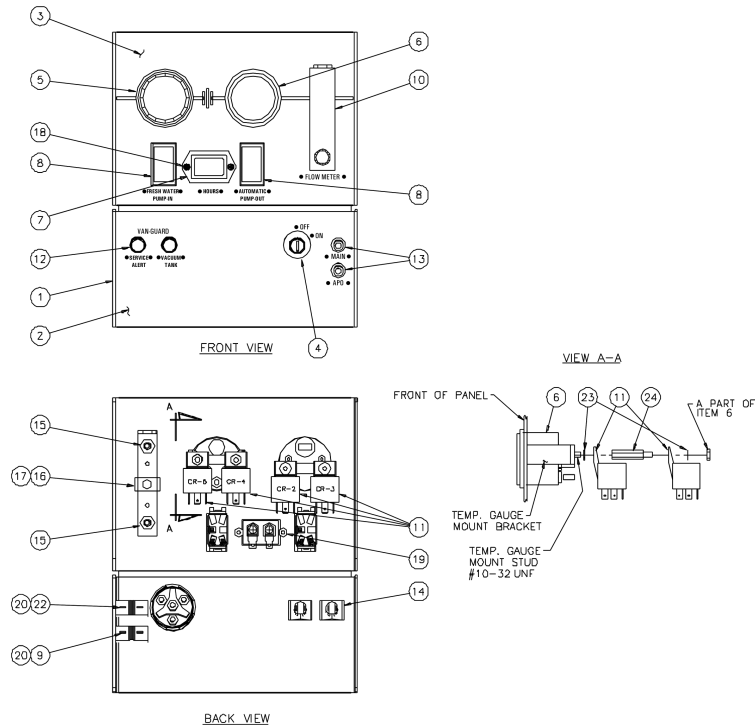 3
6
5
10
18
8
8
7
• FRESH WATER • PUMP-IN
• HOURS •
• AUTOMATIC • PUMP-OUT
• FLOW METER •
VAN-GUARD
• OFF
• ON
12
• SERVICE • ALERT
• VACUUM • TANK
• MAIN •
13
1
• APO •
2
4
FRONT VIEW
VIEW A-A
FRONT OF PANEL
6
23
11
24
A PART OF
ITEM 6
TEMP. GAUGE
MOUNT BRACKET
TEMP. GAUGE
MOUNT STUD
#10-32 UNF
A
15
CR-5
CR-4
CR-2
CR-3
17
16
11
A
15
19
20
22
14
20
9
BACK VIEW